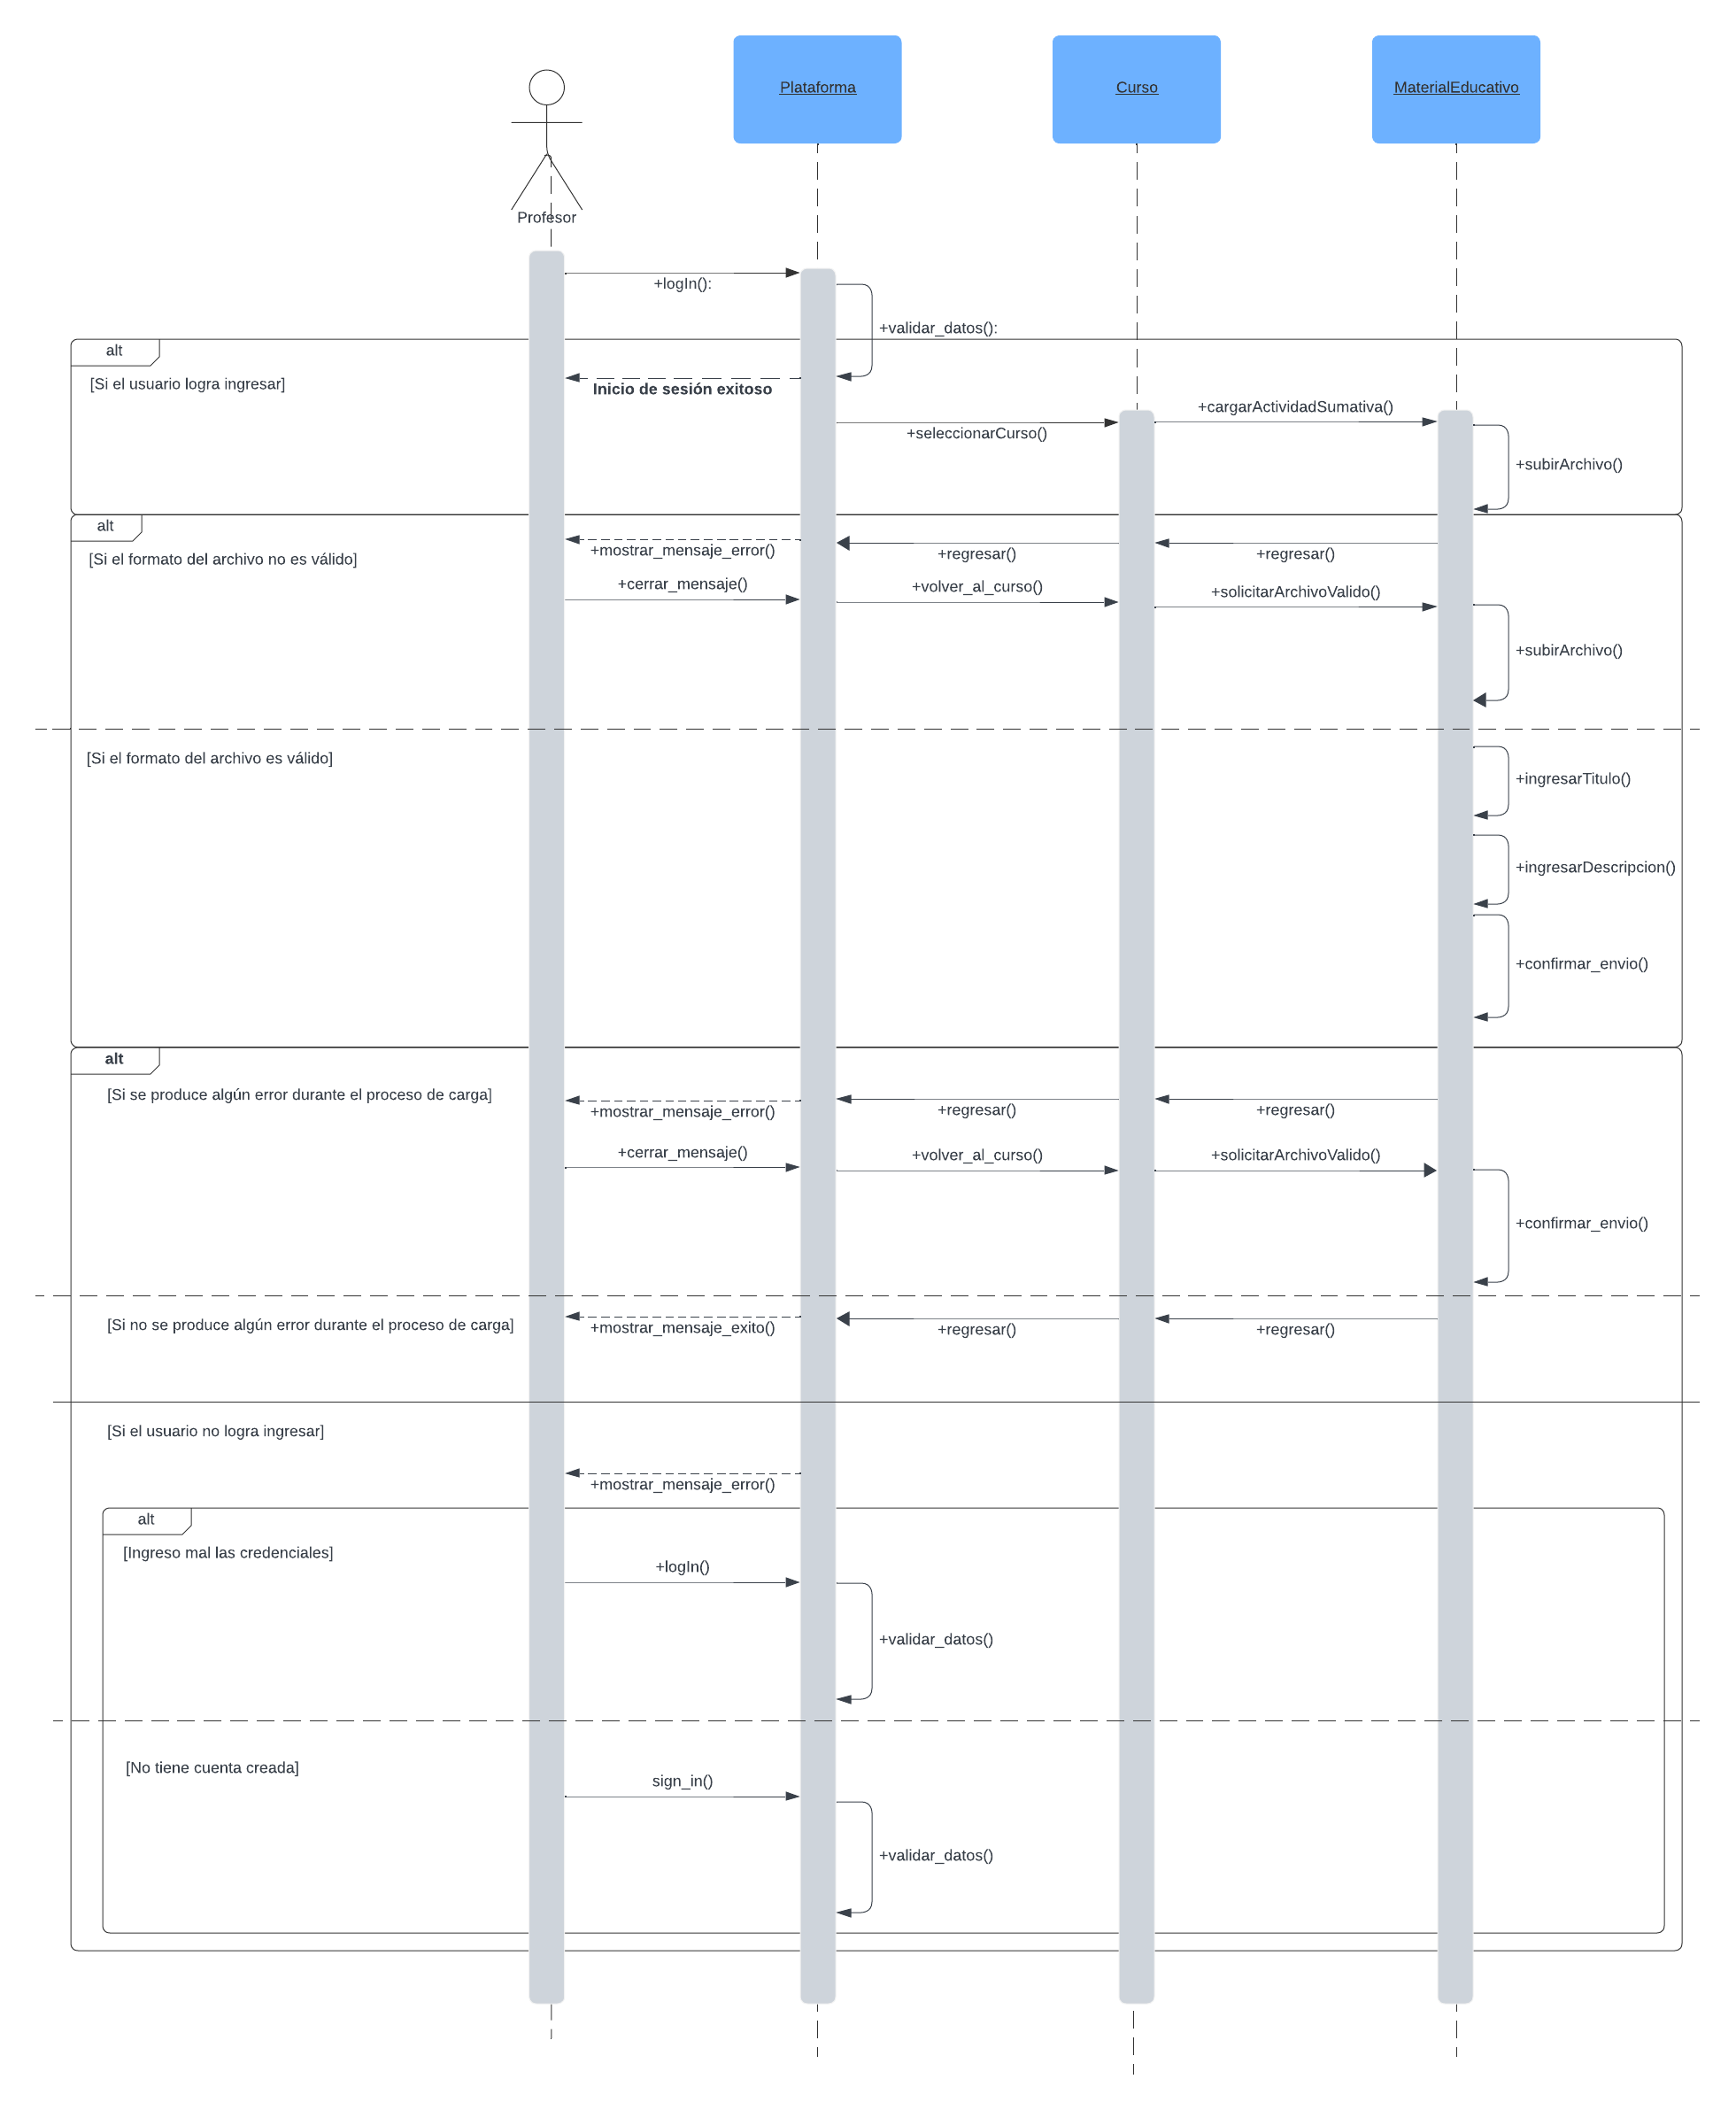 Plataforma
Curso
MaterialEducativo
Profesor
+logIn():
+validar_datos():
alt
[Si el usuario logra ingresar]
Inicio de sesión exitoso
+cargarActividadSumativa()
+seleccionarCurso()
+subirArchivo()
alt
[Si el formato del archivo no es válido]
+mostrar_mensaje_error()
+regresar()
+regresar()
+cerrar_mensaje()
+volver_al_curso()
+solicitarArchivoValido()
+subirArchivo()
[Si el formato del archivo es válido]
+ingresarTitulo()
+ingresarDescripcion()
+confirmar_envio()
alt
[Si se produce algún error durante el proceso de carga]
+mostrar_mensaje_error()
+regresar()
+regresar()
+cerrar_mensaje()
+volver_al_curso()
+solicitarArchivoValido()
+confirmar_envio()
[Si no se produce algún error durante el proceso de carga]
+mostrar_mensaje_exito()
+regresar()
+regresar()
[Si el usuario no logra ingresar]
+mostrar_mensaje_error()
alt
[Ingreso mal las credenciales]
+logIn()
+validar_datos()
[No tiene cuenta creada]
sign_in()
+validar_datos()